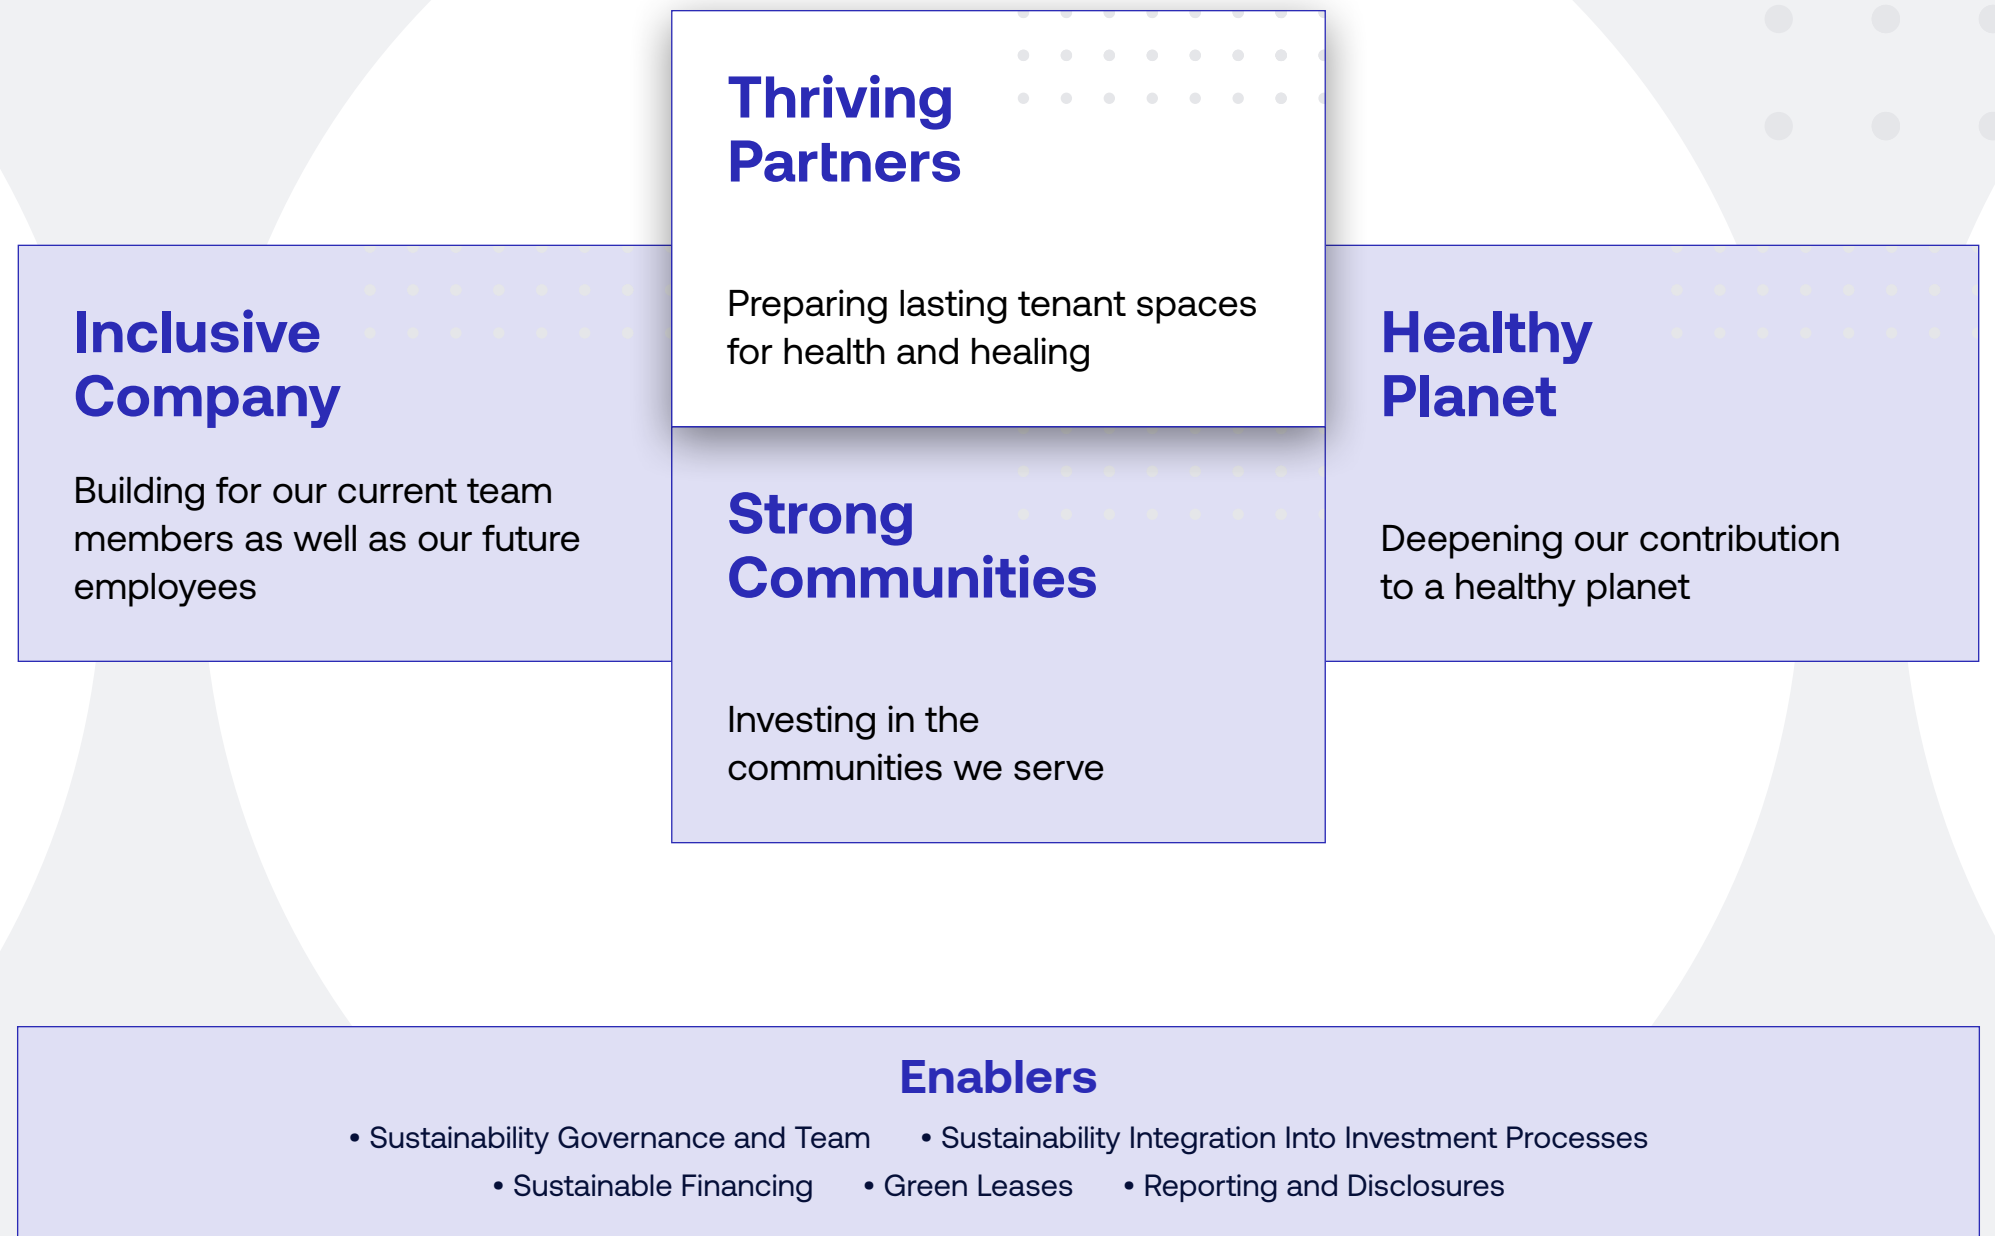 Thriving
Partners
Preparing lasting tenant spaces
for health and healing
Inclusive
Company
Building for our current team
members as well as our future
employees
Healthy
Planet
Deepening our contribution
to a healthy planet
Strong
Communities
Investing in the
communities we serve
Enablers
• Sustainability Governance and Team • Sustainability Integration Into Investment Processes
• Sustainable Financing • Green Leases • Reporting and Disclosures